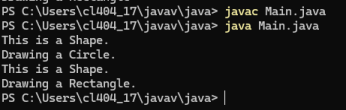 PS C:\Users\cl404_17\javav\java> javac Main.java
PS C:\Users\cl404_17\javav\java> java Main.java
This is a Shape.
Drawing a Circle.
This is a Shape.
Drawing a Rectangle.
PS C:\Users\cl404_17\javav\java>